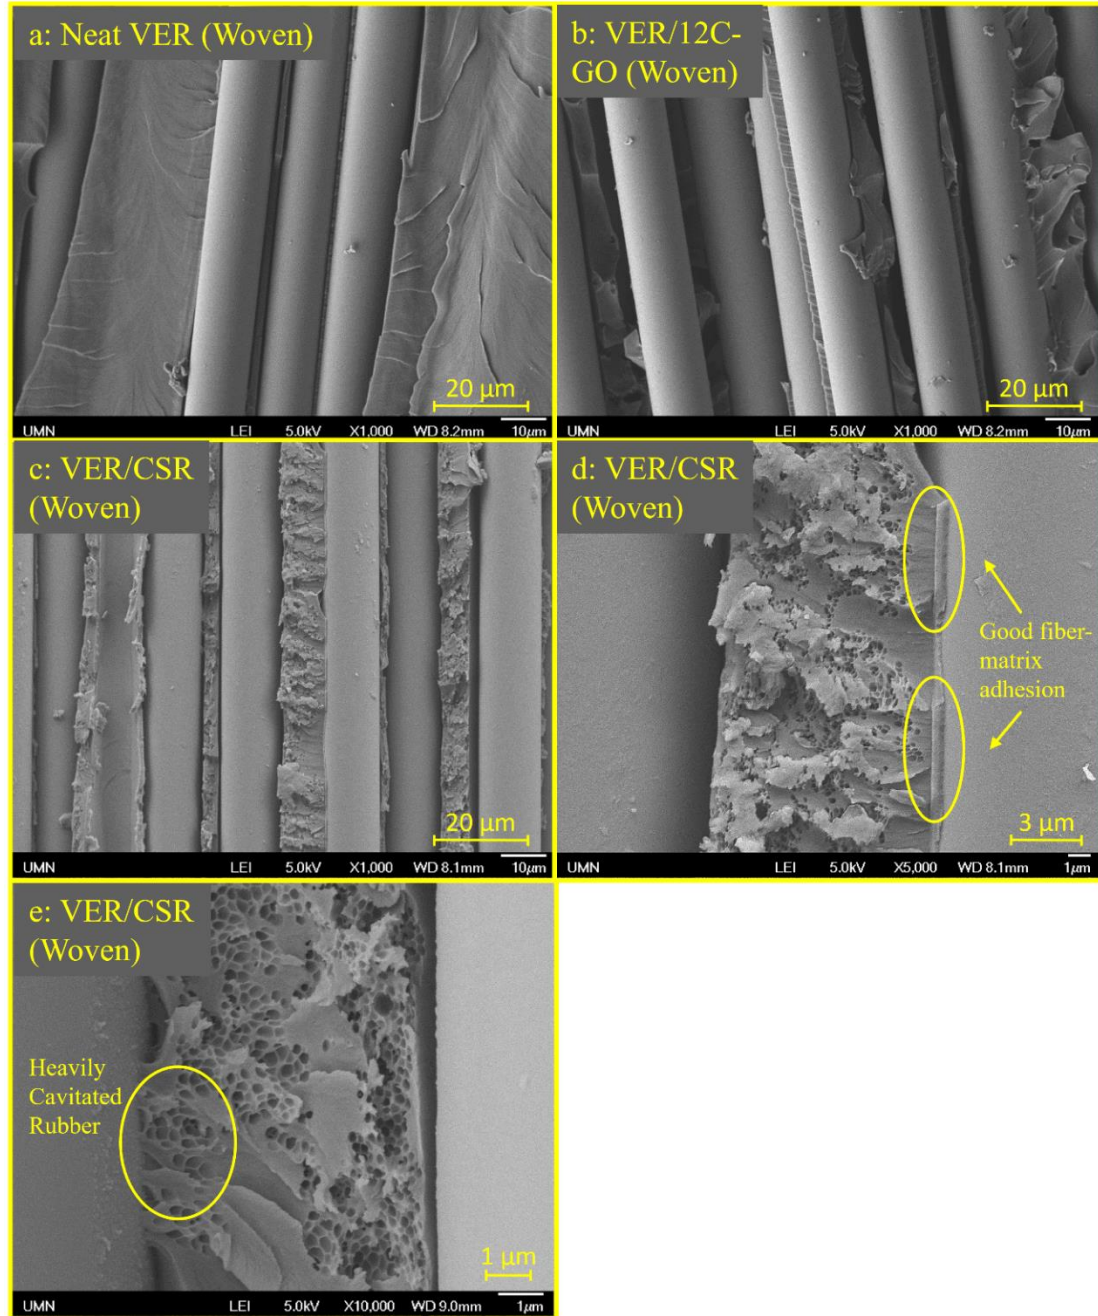 a: Neat VER (Woven)
20 µm
UMN LEI 5.0kV X1,000 WD 8.2mm 10µm
b: VER/12C-
GO (Woven)
20 µm
UMN LEI 5.0kV X1,000 WD 8.2mm 10µm
c: VER/CSR
(Woven)
20 µm
UMN LEI 5.0kV X1,000 WD 8.1mm 10µm
d: VER/CSR
(Woven)
Good fiber-
matrix
adhesion
3 µm
UMN LEI 5.0kV X5,000 WD 8.1mm 1µm
e: VER/CSR
(Woven)
Heavily
Cavitated
Rubber
1 µm
UMN LEI 5.0kV X10,000 WD 9.0mm 1µm